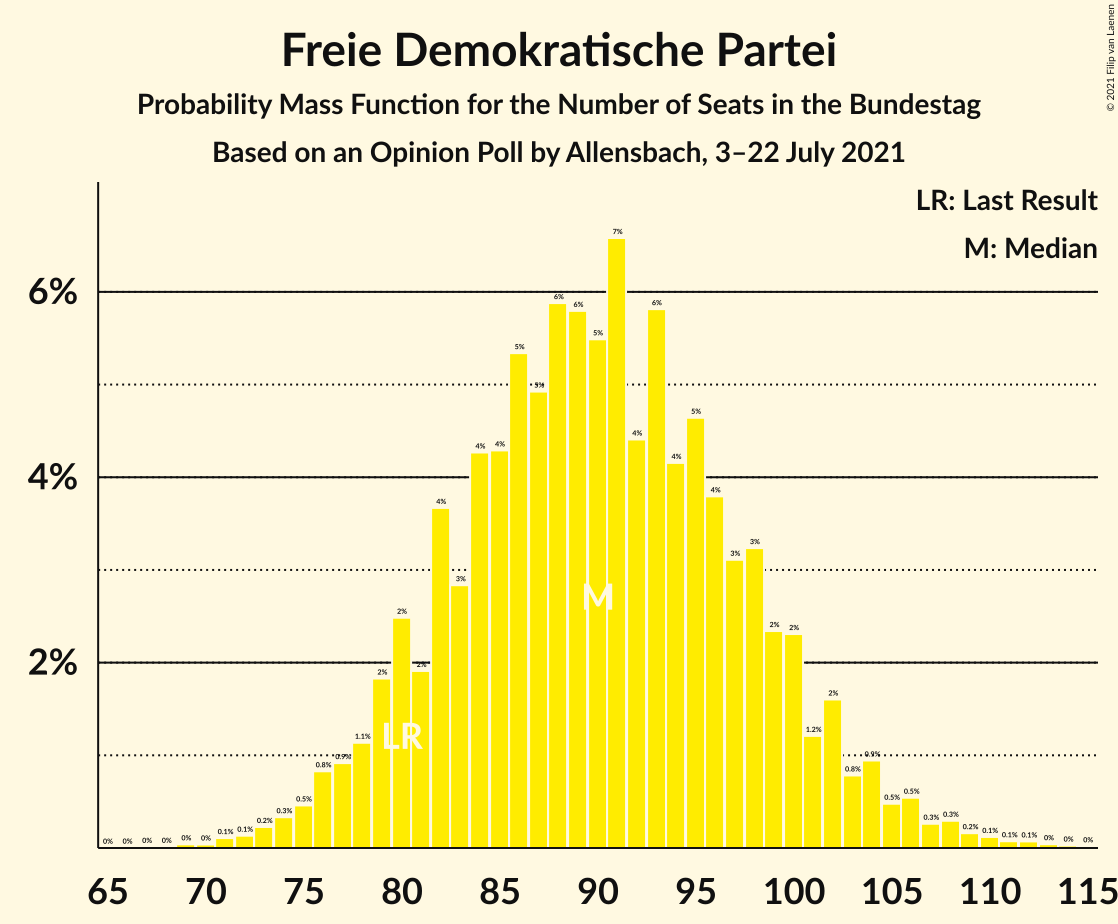 Freie Demokratische Partei
Probability Mass Function for the Number of Seats in the Bundestag
Based on an Opinion Poll by Allensbach, 3–22 July 2021
© 2021 Filip van Laenen
LR: Last Result
M: Median
6%
4%
2%
0% 0% 0% 0% 0% 0% 0.1% 0.1% 0.2% 0.3% 0.5% 0.8% 0.9% 1.1% 2% 2% 2% 4% 3% 4% 4% 5% 5% 6% 6% 5% 7% 4% 6% 4% 5% 4% 3% 3% 2% 2% 1.2% 2% 0.8% 0.9% 0.5% 0.5% 0.3% 0.3% 0.2% 0.1% 0.1% 0.1% 0% 0% 0%
LR
M
65 70 75 80 85 90 95 100 105 110 115